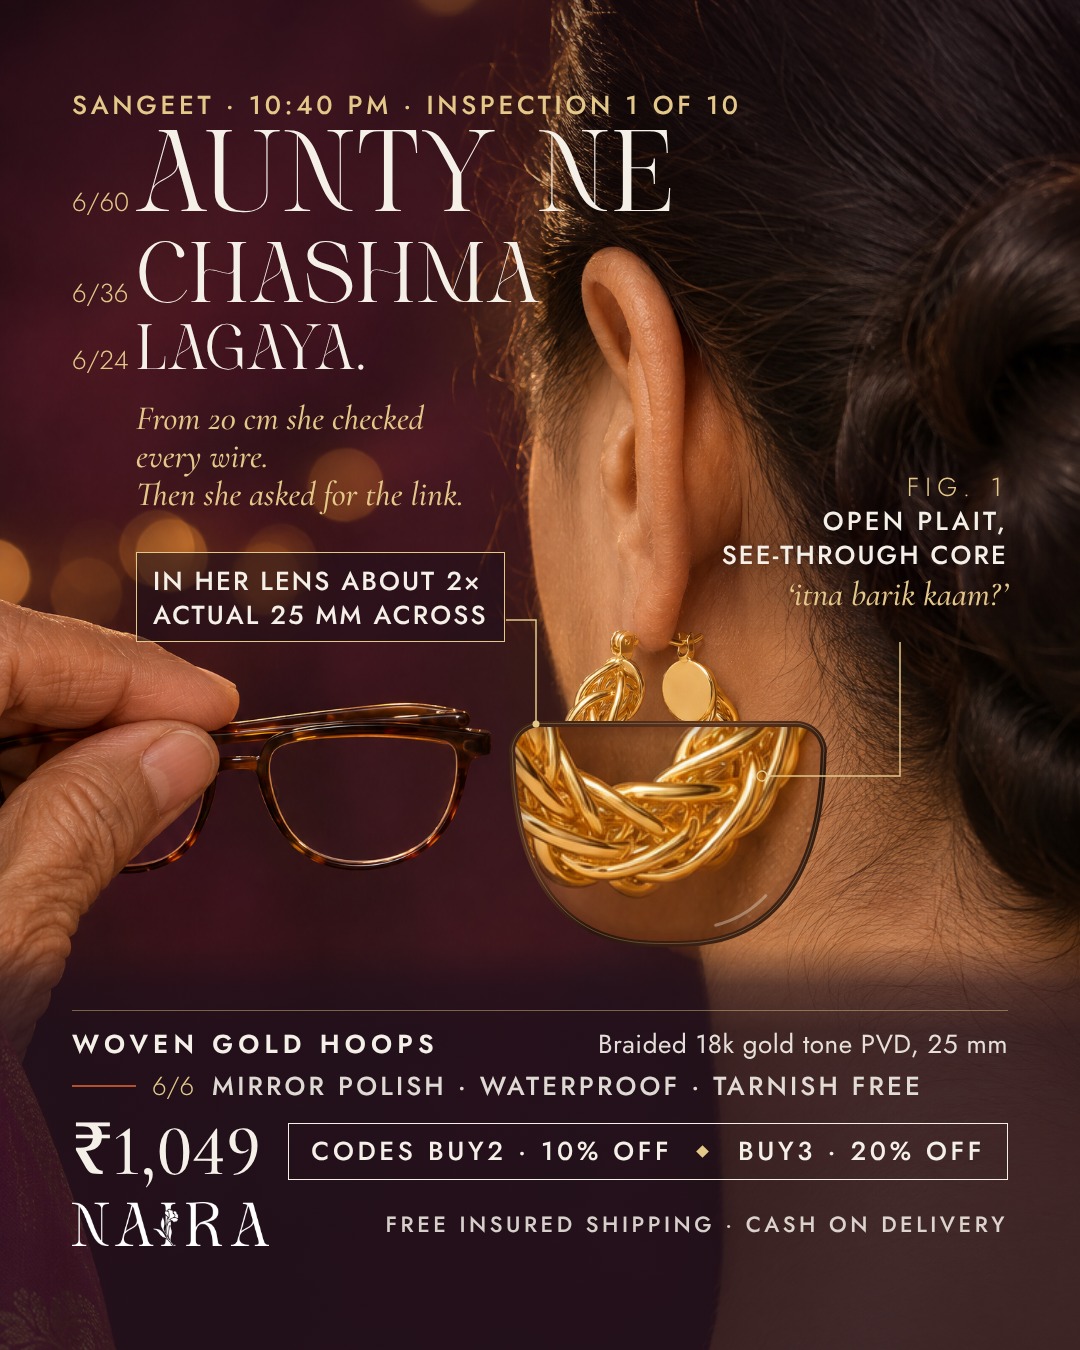 SANGEET · 10:40 PM · INSPECTION 1 OF 10
6/60 AUNTY NE
6/36 CHASHMA
6/24 LAGAYA.
From 20 cm she checked
every wire.
Then she asked for the link.
IN HER LENS ABOUT 2×
ACTUAL 25 MM ACROSS
FIG. 1
OPEN PLAIT,
SEE-THROUGH CORE
‘itna barik kaam?’
WOVEN GOLD HOOPS
Braided 18k gold tone PVD, 25 mm
6/6 MIRROR POLISH · WATERPROOF · TARNISH FREE
₹1,049
CODES BUY2 · 10% OFF ◆ BUY3 · 20% OFF
NAIRA
FREE INSURED SHIPPING · CASH ON DELIVERY